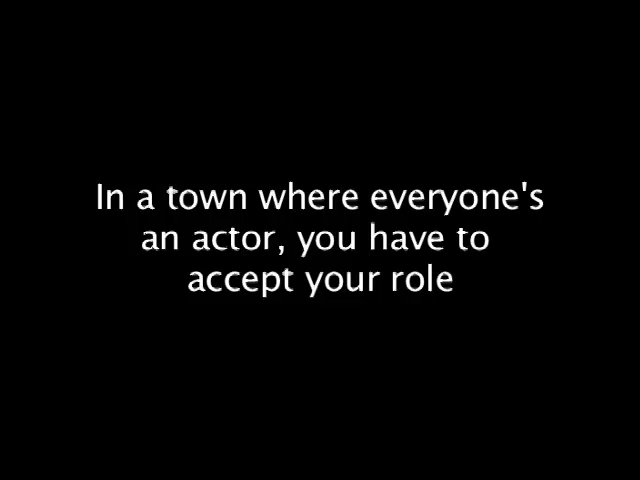 In a town where everyone's
an actor, you have to
accept your role